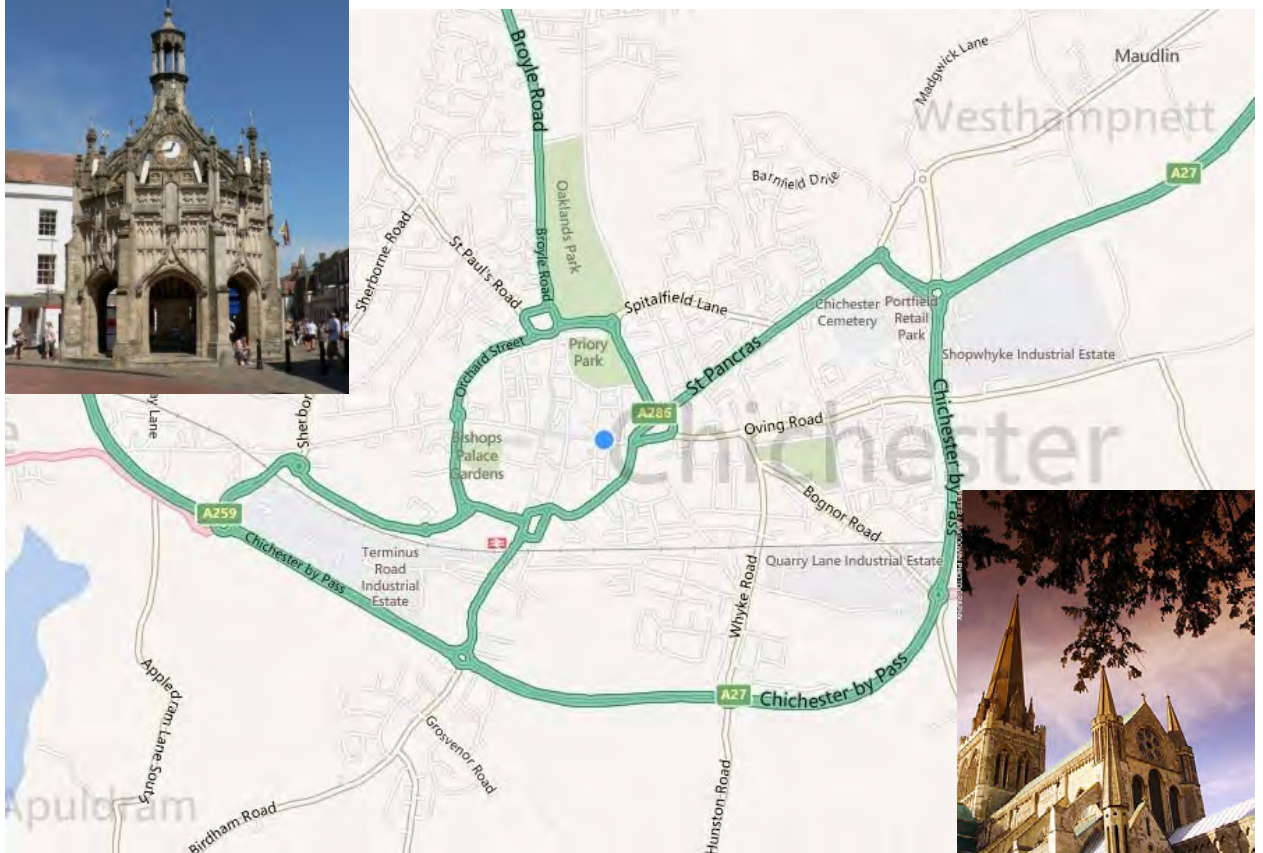 Broyle Road
Madgwick Lane
Maudlin
Westhampnett
A27
Barnfield Drive
Oaklands Park
Sherborne Road
St Paul's Road
Broyle Road
Spitalfield Lane
Chichester
Cemetery
Portfield
Retail
Park
Orchard Street
Priory
Park
St Pancras
Shopwhyke Industrial Estate
A286
Oving Road
Chichester
Chichester by Pass
Lane
Bishops
Palace
Gardens
Bognor Road
A259
Chichester by Pass
Terminus
Road
Industrial
Estate
Quarry Lane Industrial Estate
Whyke Road
Appledram Lane South
A27
Chichester by Pass
Grosvenor Road
Apuldram
Birdham Road
Hunston Road